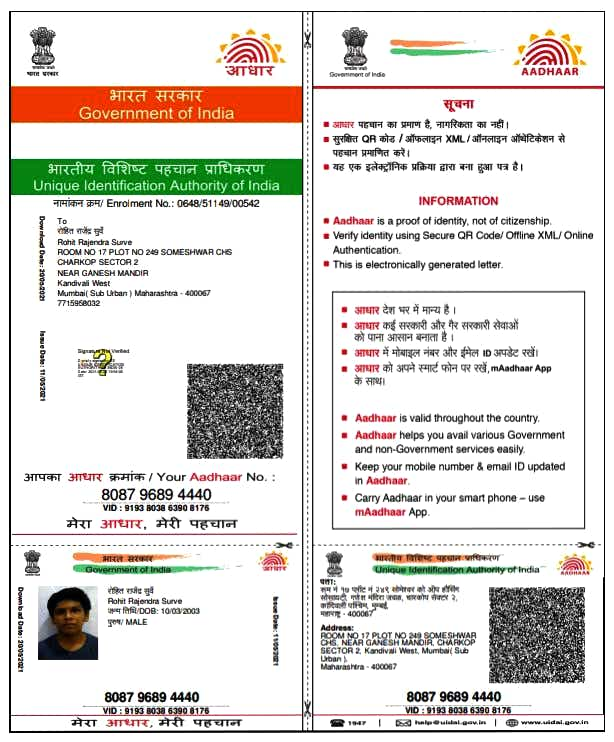 भारत सरकार
आधार
भारत सरकार
Government of India
भारतीय विशिष्ट पहचान प्राधिकरण
Unique Identification Authority of India
नामांकन क्रम/ Enrolment No.: 0648/51149/00542
Download Date: 20/05/2021
To
रोहित राजेंद्र सुर्वे
Rohit Rajendra Surve
ROOM NO 17 PLOT NO 249 SOMESHWAR CHS
CHARKOP SECTOR 2
NEAR GANESH MANDIR
Kandivali West
Mumbai( Sub Urban ) Maharashtra - 400067
7715958032
Issue Date: 11/05/2021
Signature Not Verified
आपका आधार क्रमांक / Your Aadhaar No. :
8087 9689 4440
VID : 9193 8038 6390 8176
मेरा आधार, मेरी पहचान
Government of India
AADHAAR
सूचना
आधार पहचान का प्रमाण है, नागरिकता का नहीं।
सुरक्षित QR कोड / ऑफलाइन XML / ऑनलाइन ऑथेंटिकेशन से
पहचान प्रमाणित करें।
यह एक इलेक्ट्रॉनिक प्रक्रिया द्वारा बना हुआ पत्र है।
INFORMATION
Aadhaar is a proof of identity, not of citizenship.
Verify identity using Secure QR Code/ Offline XML/ Online
Authentication.
This is electronically generated letter.
आधार देश भर में मान्य है ।
आधार कई सरकारी और गैर सरकारी सेवाओं
को पाना आसान बनाता है ।
आधार में मोबाइल नंबर और ईमेल ID अपडेट रखें।
आधार को अपने स्मार्ट फोन पर रखें, mAadhaar App
के साथ।
Aadhaar is valid throughout the country.
Aadhaar helps you avail various Government
and non-Government services easily.
Keep your mobile number & email ID updated
in Aadhaar.
Carry Aadhaar in your smart phone – use
mAadhaar App.
भारत सरकार
Government of India
आधार
Download Date: 20/05/2021
रोहित राजेंद्र सुर्वे
Rohit Rajendra Surve
जन्म तिथि/DOB: 10/03/2003
पुरुष/ MALE
Issue Date: 11/05/2021
8087 9689 4440
VID : 9193 8038 6390 8176
मेरा आधार, मेरी पहचान
भारतीय विशिष्ट पहचान प्राधिकरण
Unique Identification Authority of India
AADHAAR
पता:
रूम नं १७ प्लॉट नं २४९ सोमेश्वर को ऑप हौसिंग
सोसायटी, गणेश मंदिरा जवळ, चारकोप सेक्टर २,
कांदिवली पश्चिम, मुम्बई,
महाराष्ट्र - 400067
Address:
ROOM NO 17 PLOT NO 249 SOMESHWAR
CHS, NEAR GANESH MANDIR, CHARKOP
SECTOR 2, Kandivali West, Mumbai( Sub
Urban ),
Maharashtra - 400067
8087 9689 4440
VID : 9193 8038 6390 8176
1947 | help@uidai.gov.in | www.uidai.gov.in